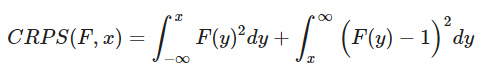 CRPS(F, x) = ∫_{-∞}^{x} F(y)² dy + ∫_{x}^{∞} (F(y) − 1)² dy